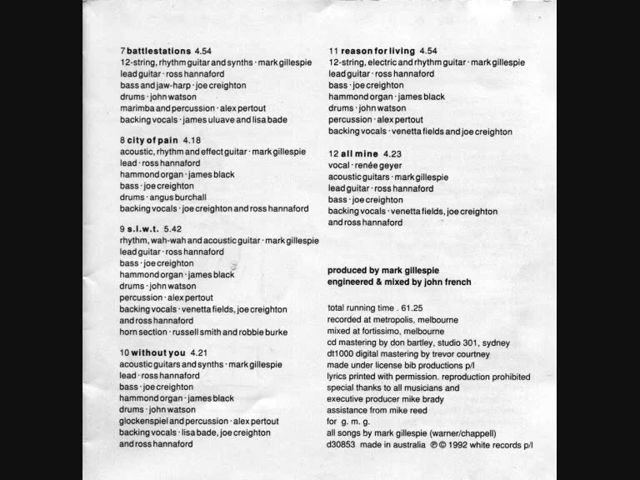 7 battlestations 4.54
12-string, rhythm guitar and synths · mark gillespie
lead guitar · ross hannaford
bass and jaw-harp · joe creighton
drums · john watson
marimba and percussion · alex pertout
backing vocals · james uluave and lisa bade
8 city of pain 4.18
acoustic, rhythm and effect guitar · mark gillespie
lead · ross hannaford
hammond organ · james black
bass · joe creighton
drums · angus burchall
backing vocals · joe creighton and ross hannaford
9 s.l.w.t. 5.42
rhythm, wah-wah and acoustic guitar · mark gillespie
lead guitar · ross hannaford
bass · joe creighton
hammond organ · james black
drums · john watson
percussion · alex pertout
backing vocals · venetta fields, joe creighton
and ross hannaford
horn section · russell smith and robbie burke
10 without you 4.21
acoustic guitars and synths · mark gillespie
lead · ross hannaford
bass · joe creighton
hammond organ · james black
drums · john watson
glockenspiel and percussion · alex pertout
backing vocals · lisa bade, joe creighton
and ross hannaford
11 reason for living 4.54
12-string, electric and rhythm guitar · mark gillespie
lead guitar · ross hannaford
bass · joe creighton
hammond organ · james black
drums · john watson
percussion · alex pertout
backing vocals · venetta fields and joe creighton
12 all mine 4.23
vocal · renée geyer
acoustic guitars · mark gillespie
lead guitar · ross hannaford
bass · joe creighton
backing vocals · venetta fields, joe creighton
and ross hannaford
produced by mark gillespie
engineered & mixed by john french
total running time . 61.25
recorded at metropolis, melbourne
mixed at fortissimo, melbourne
cd mastering by don bartley, studio 301, sydney
dt1000 digital mastering by trevor courtney
made under license bib productions p/l
lyrics printed with permission. reproduction prohibited
special thanks to all musicians and
executive producer mike brady
assistance from mike reed
for g. m. g.
all songs by mark gillespie (warner/chappell)
d30853 made in australia ℗ © 1992 white records p/l